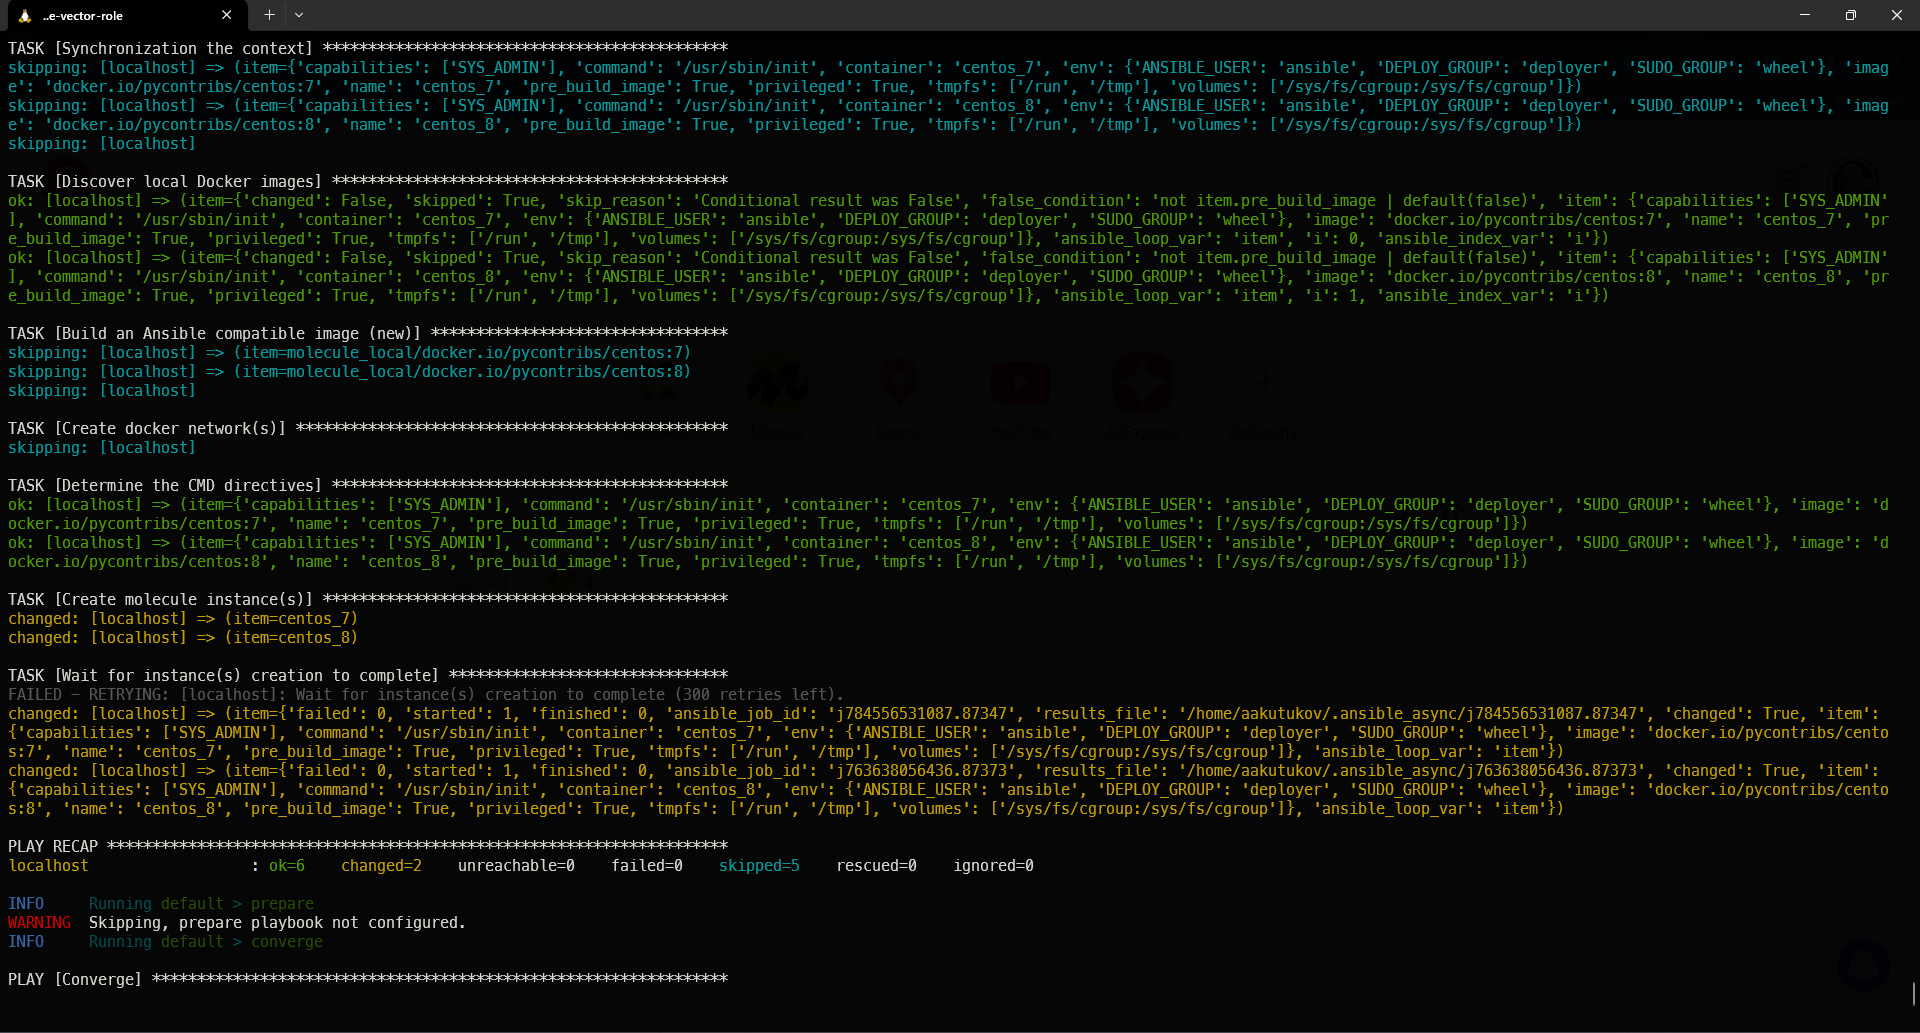 ..e-vector-role
TASK [Synchronization the context] *********************************************
skipping: [localhost] => (item={'capabilities': ['SYS_ADMIN'], 'command': '/usr/sbin/init', 'container': 'centos_7', 'env': {'ANSIBLE_USER': 'ansible', 'DEPLOY_GROUP': 'deployer', 'SUDO_GROUP': 'wheel'}, 'imag
e': 'docker.io/pycontribs/centos:7', 'name': 'centos_7', 'pre_build_image': True, 'privileged': True, 'tmpfs': ['/run', '/tmp'], 'volumes': ['/sys/fs/cgroup:/sys/fs/cgroup']})
skipping: [localhost] => (item={'capabilities': ['SYS_ADMIN'], 'command': '/usr/sbin/init', 'container': 'centos_8', 'env': {'ANSIBLE_USER': 'ansible', 'DEPLOY_GROUP': 'deployer', 'SUDO_GROUP': 'wheel'}, 'imag
e': 'docker.io/pycontribs/centos:8', 'name': 'centos_8', 'pre_build_image': True, 'privileged': True, 'tmpfs': ['/run', '/tmp'], 'volumes': ['/sys/fs/cgroup:/sys/fs/cgroup']})
skipping: [localhost]
TASK [Discover local Docker images] ********************************************
ok: [localhost] => (item={'changed': False, 'skipped': True, 'skip_reason': 'Conditional result was False', 'false_condition': 'not item.pre_build_image | default(false)', 'item': {'capabilities': ['SYS_ADMIN'
], 'command': '/usr/sbin/init', 'container': 'centos_7', 'env': {'ANSIBLE_USER': 'ansible', 'DEPLOY_GROUP': 'deployer', 'SUDO_GROUP': 'wheel'}, 'image': 'docker.io/pycontribs/centos:7', 'name': 'centos_7', 'pr
e_build_image': True, 'privileged': True, 'tmpfs': ['/run', '/tmp'], 'volumes': ['/sys/fs/cgroup:/sys/fs/cgroup']}, 'ansible_loop_var': 'item', 'i': 0, 'ansible_index_var': 'i'})
ok: [localhost] => (item={'changed': False, 'skipped': True, 'skip_reason': 'Conditional result was False', 'false_condition': 'not item.pre_build_image | default(false)', 'item': {'capabilities': ['SYS_ADMIN'
], 'command': '/usr/sbin/init', 'container': 'centos_8', 'env': {'ANSIBLE_USER': 'ansible', 'DEPLOY_GROUP': 'deployer', 'SUDO_GROUP': 'wheel'}, 'image': 'docker.io/pycontribs/centos:8', 'name': 'centos_8', 'pr
e_build_image': True, 'privileged': True, 'tmpfs': ['/run', '/tmp'], 'volumes': ['/sys/fs/cgroup:/sys/fs/cgroup']}, 'ansible_loop_var': 'item', 'i': 1, 'ansible_index_var': 'i'})
TASK [Build an Ansible compatible image (new)] *********************************
skipping: [localhost] => (item=molecule_local/docker.io/pycontribs/centos:7)
skipping: [localhost] => (item=molecule_local/docker.io/pycontribs/centos:8)
skipping: [localhost]
TASK [Create docker network(s)] ************************************************
skipping: [localhost]
TASK [Determine the CMD directives] ********************************************
ok: [localhost] => (item={'capabilities': ['SYS_ADMIN'], 'command': '/usr/sbin/init', 'container': 'centos_7', 'env': {'ANSIBLE_USER': 'ansible', 'DEPLOY_GROUP': 'deployer', 'SUDO_GROUP': 'wheel'}, 'image': 'd
ocker.io/pycontribs/centos:7', 'name': 'centos_7', 'pre_build_image': True, 'privileged': True, 'tmpfs': ['/run', '/tmp'], 'volumes': ['/sys/fs/cgroup:/sys/fs/cgroup']})
ok: [localhost] => (item={'capabilities': ['SYS_ADMIN'], 'command': '/usr/sbin/init', 'container': 'centos_8', 'env': {'ANSIBLE_USER': 'ansible', 'DEPLOY_GROUP': 'deployer', 'SUDO_GROUP': 'wheel'}, 'image': 'd
ocker.io/pycontribs/centos:8', 'name': 'centos_8', 'pre_build_image': True, 'privileged': True, 'tmpfs': ['/run', '/tmp'], 'volumes': ['/sys/fs/cgroup:/sys/fs/cgroup']})
TASK [Create molecule instance(s)] *********************************************
changed: [localhost] => (item=centos_7)
changed: [localhost] => (item=centos_8)
TASK [Wait for instance(s) creation to complete] *******************************
FAILED - RETRYING: [localhost]: Wait for instance(s) creation to complete (300 retries left).
changed: [localhost] => (item={'failed': 0, 'started': 1, 'finished': 0, 'ansible_job_id': 'j784556531087.87347', 'results_file': '/home/aakutukov/.ansible_async/j784556531087.87347', 'changed': True, 'item':
{'capabilities': ['SYS_ADMIN'], 'command': '/usr/sbin/init', 'container': 'centos_7', 'env': {'ANSIBLE_USER': 'ansible', 'DEPLOY_GROUP': 'deployer', 'SUDO_GROUP': 'wheel'}, 'image': 'docker.io/pycontribs/cento
s:7', 'name': 'centos_7', 'pre_build_image': True, 'privileged': True, 'tmpfs': ['/run', '/tmp'], 'volumes': ['/sys/fs/cgroup:/sys/fs/cgroup']}, 'ansible_loop_var': 'item'})
changed: [localhost] => (item={'failed': 0, 'started': 1, 'finished': 0, 'ansible_job_id': 'j763638056436.87373', 'results_file': '/home/aakutukov/.ansible_async/j763638056436.87373', 'changed': True, 'item':
{'capabilities': ['SYS_ADMIN'], 'command': '/usr/sbin/init', 'container': 'centos_8', 'env': {'ANSIBLE_USER': 'ansible', 'DEPLOY_GROUP': 'deployer', 'SUDO_GROUP': 'wheel'}, 'image': 'docker.io/pycontribs/cento
s:8', 'name': 'centos_8', 'pre_build_image': True, 'privileged': True, 'tmpfs': ['/run', '/tmp'], 'volumes': ['/sys/fs/cgroup:/sys/fs/cgroup']}, 'ansible_loop_var': 'item'})
PLAY RECAP *********************************************************************
localhost : ok=6 changed=2 unreachable=0 failed=0 skipped=5 rescued=0 ignored=0
INFO Running default > prepare
WARNING Skipping, prepare playbook not configured.
INFO Running default > converge
PLAY [Converge] ****************************************************************